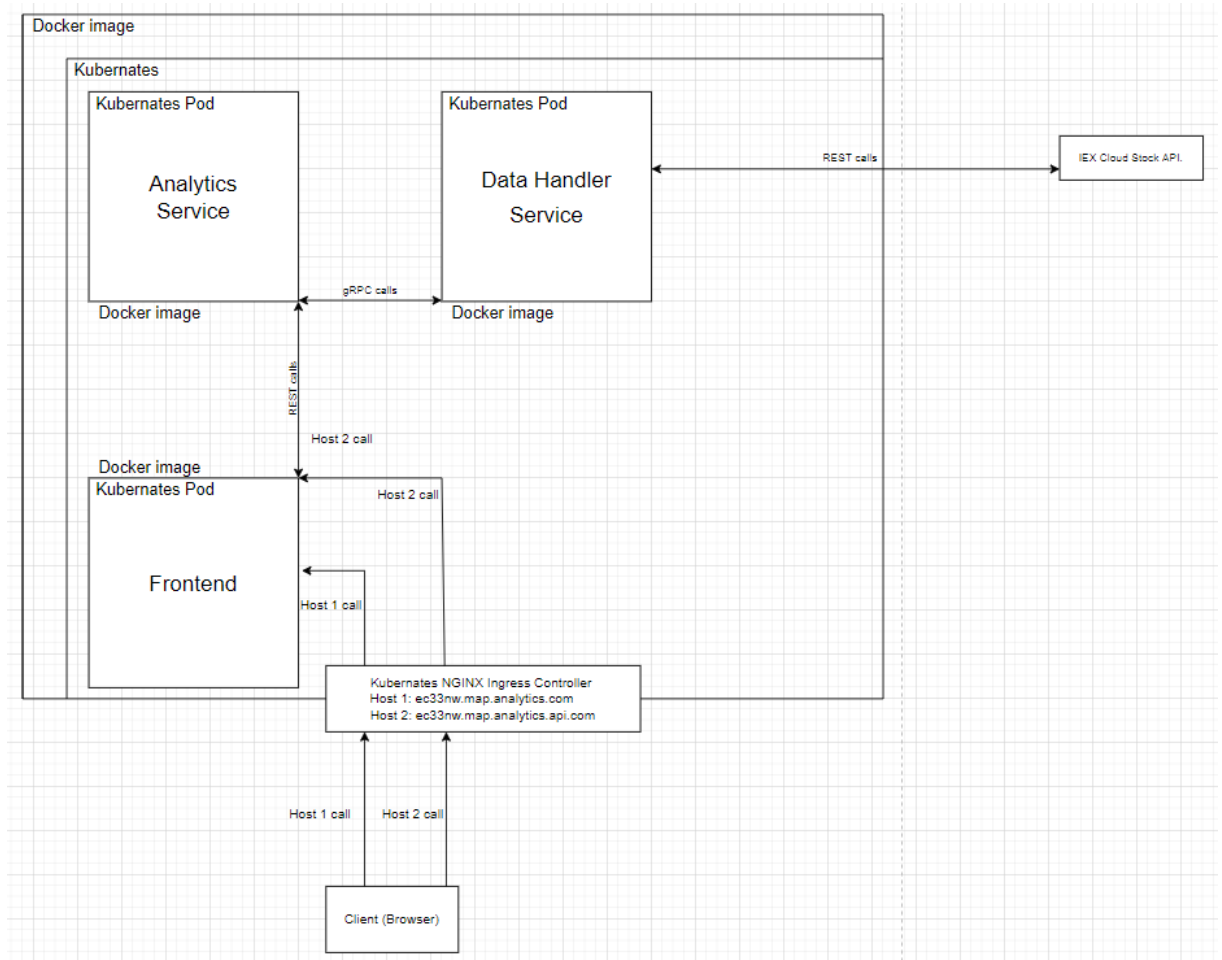 Docker image
Kubernates
Kubernates Pod
Analytics
Service
Docker image
Kubernates Pod
Data Handler
Service
Docker image
gRPC calls
REST calls
IEX Cloud Stock API.
REST calls
Host 2 call
Docker image
Kubernates Pod
Frontend
Host 2 call
Host 1 call
Kubernates NGINX Ingress Controller
Host 1: ec33nw.map.analytics.com
Host 2: ec33nw.map.analytics.api.com
Host 1 call
Host 2 call
Client (Browser)